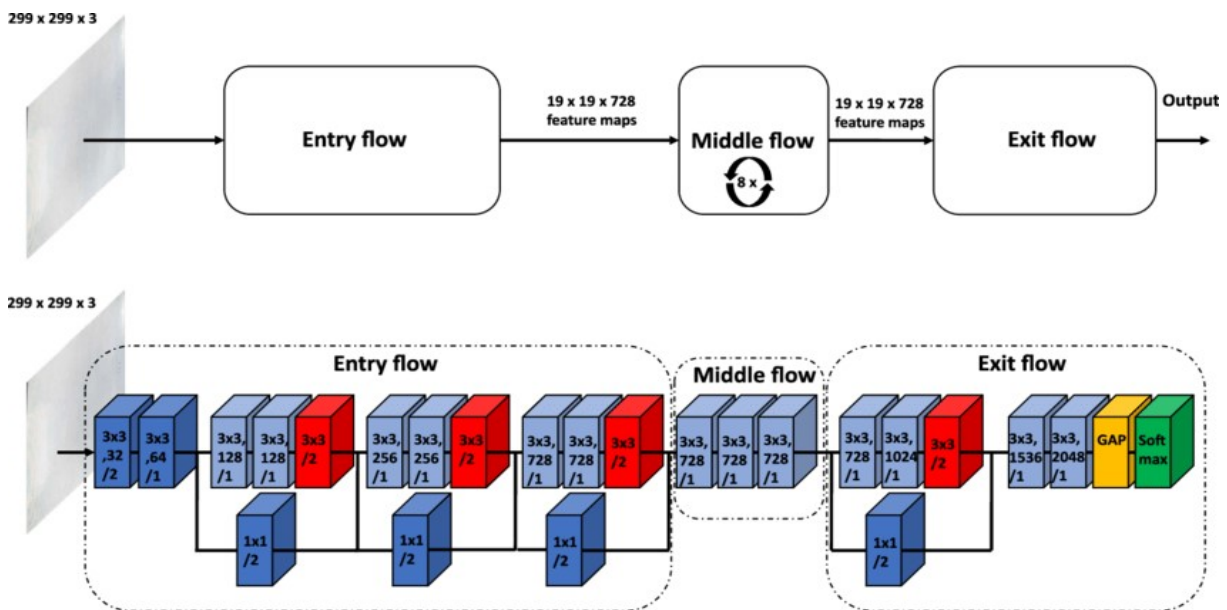 299 x 299 x 3
Entry flow
19 x 19 x 728
feature maps
Middle flow
8 x
19 x 19 x 728
feature maps
Exit flow
Output
299 x 299 x 3
Entry flow
Middle flow
Exit flow
3x3
,32
/2
3x3
,64
/1
3x3,
128
/1
3x3,
128
/1
3x3
/2
3x3,
256
/1
3x3,
256
/1
3x3
/2
3x3,
728
/1
3x3,
728
/1
3x3
/2
3x3,
728
/1
3x3,
728
/1
3x3,
728
/1
3x3,
728
/1
3x3,
1024
/1
3x3
/2
3x3,
1536
/1
3x3,
2048
/1
GAP
Soft
max
1x1
/2
1x1
/2
1x1
/2
1x1
/2